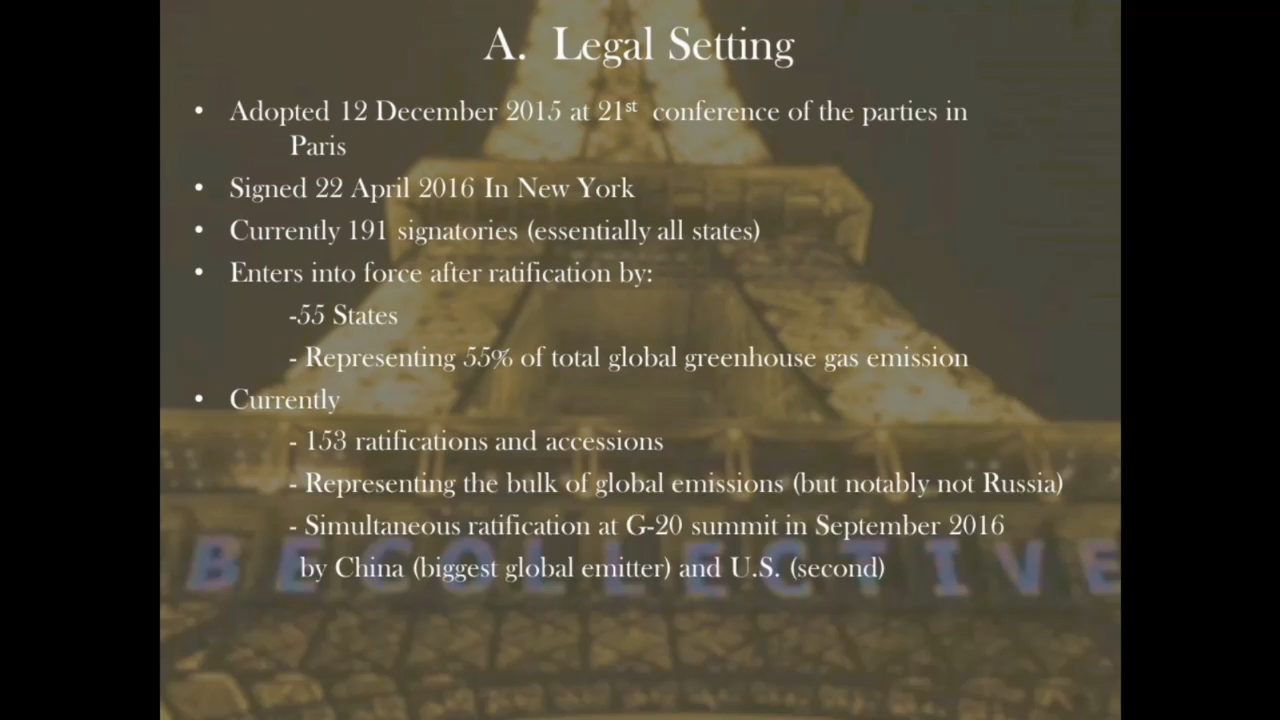 A. Legal Setting
• Adopted 12 December 2015 at 21st conference of the parties in
Paris
• Signed 22 April 2016 In New York
• Currently 191 signatories (essentially all states)
• Enters into force after ratification by:
-55 States
- Representing 55% of total global greenhouse gas emission
• Currently
- 153 ratifications and accessions
- Representing the bulk of global emissions (but notably not Russia)
- Simultaneous ratification at G-20 summit in September 2016
by China (biggest global emitter) and U.S. (second)
BECOLLECTIVE